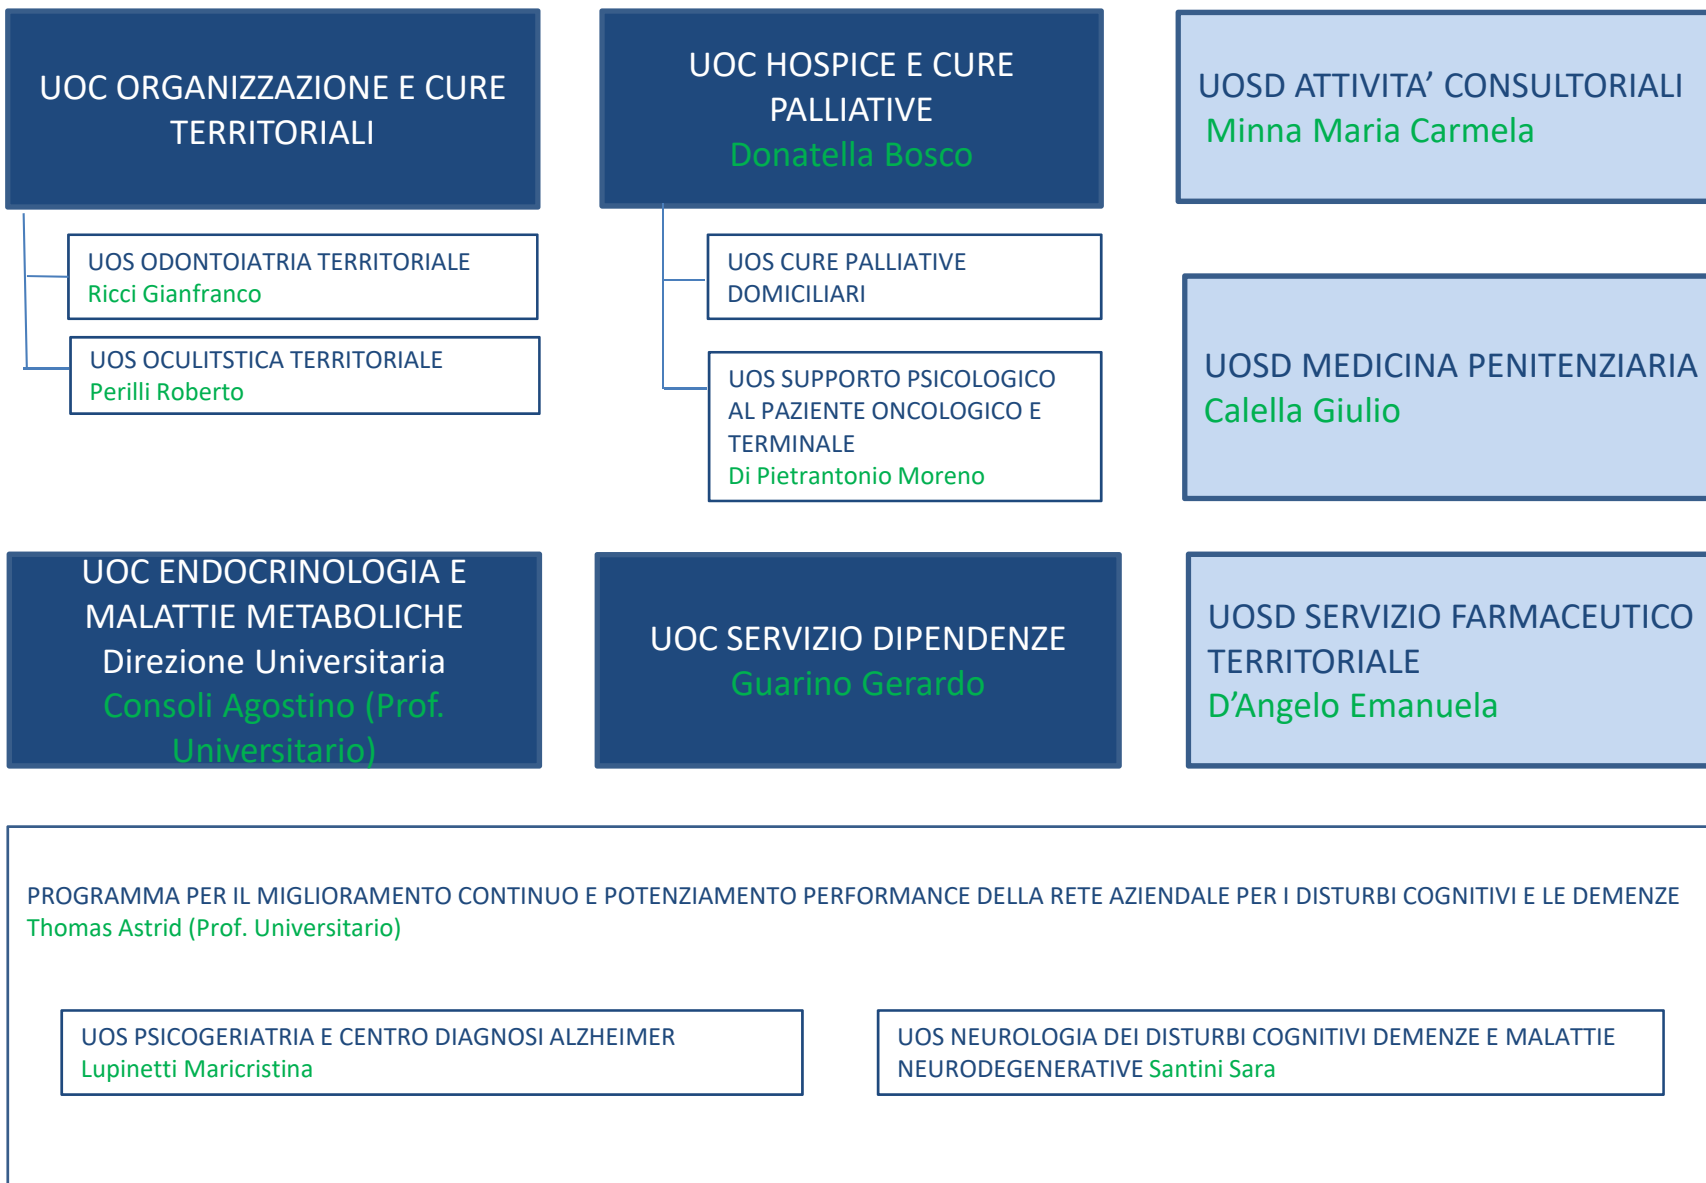 UOC ORGANIZZAZIONE E CURE
TERRITORIALI
UOS ODONTOIATRIA TERRITORIALE
Ricci Gianfranco
UOS OCULITSTICA TERRITORIALE
Perilli Roberto
UOC HOSPICE E CURE
PALLIATIVE
Donatella Bosco
UOS CURE PALLIATIVE
DOMICILIARI
UOS SUPPORTO PSICOLOGICO
AL PAZIENTE ONCOLOGICO E
TERMINALE
Di Pietrantonio Moreno
UOSD ATTIVITA’ CONSULTORIALI
Minna Maria Carmela
UOSD MEDICINA PENITENZIARIA
Calella Giulio
UOC ENDOCRINOLOGIA E
MALATTIE METABOLICHE
Direzione Universitaria
Consoli Agostino (Prof.
Universitario)
UOC SERVIZIO DIPENDENZE
Guarino Gerardo
UOSD SERVIZIO FARMACEUTICO
TERRITORIALE
D’Angelo Emanuela
PROGRAMMA PER IL MIGLIORAMENTO CONTINUO E POTENZIAMENTO PERFORMANCE DELLA RETE AZIENDALE PER I DISTURBI COGNITIVI E LE DEMENZE
Thomas Astrid (Prof. Universitario)
UOS PSICOGERIATRIA E CENTRO DIAGNOSI ALZHEIMER
Lupinetti Maricristina
UOS NEUROLOGIA DEI DISTURBI COGNITIVI DEMENZE E MALATTIE
NEURODEGENERATIVE Santini Sara